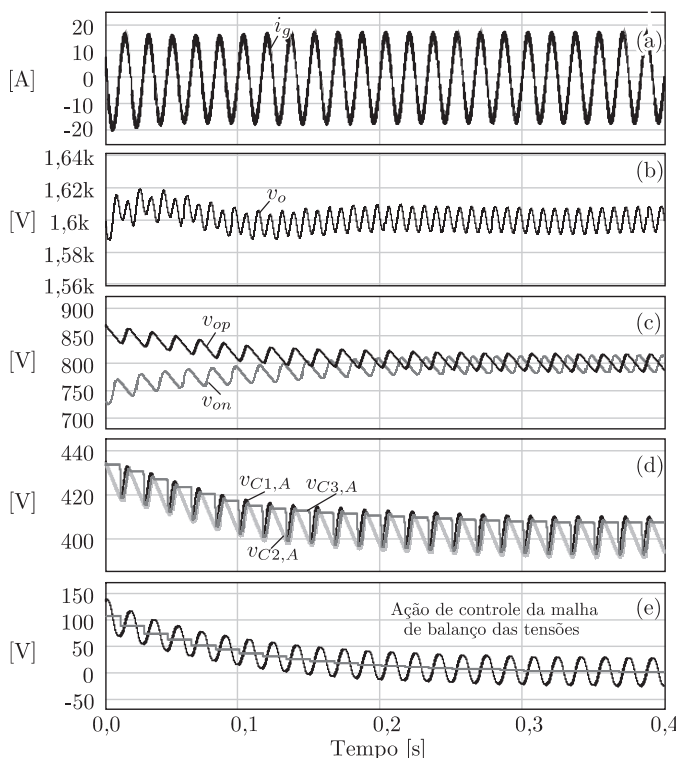 20
10
0
-10
-20
[A]
i_g
(a)
1,64k
1,62k
1,6k
1,58k
1,56k
[V]
v_o
(b)
900
850
800
750
700
[V]
v_op
v_on
(c)
440
420
400
[V]
v_C1,A
v_C3,A
v_C2,A
(d)
150
100
50
0
-50
[V]
Ação de controle da malha
de balanço das tensões
(e)
0,0 0,1 0,2 0,3 0,4
Tempo [s]